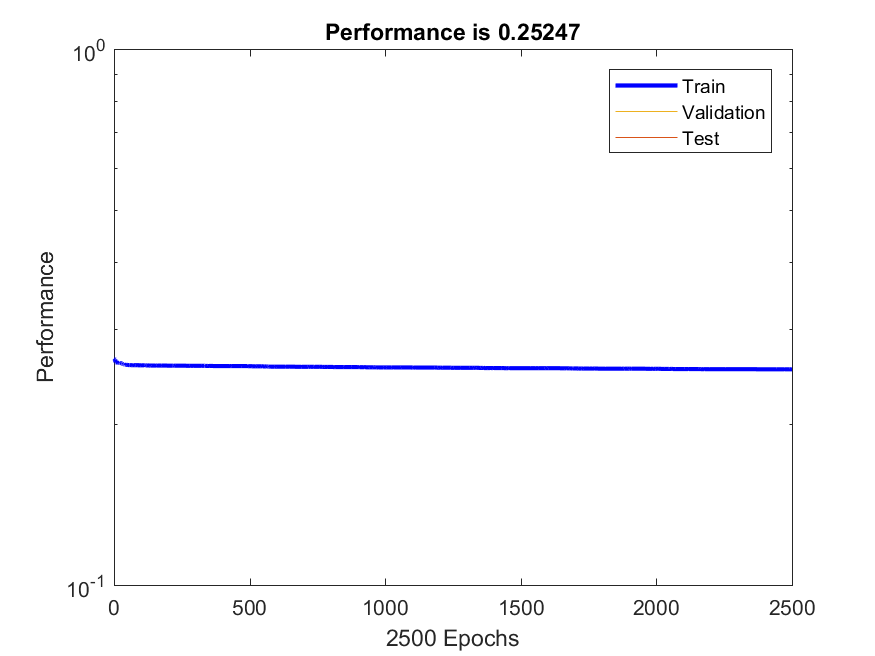 Performance is 0.25247
10^0
Train
Validation
Test
Performance
10^-1
0 500 1000 1500 2000 2500
2500 Epochs